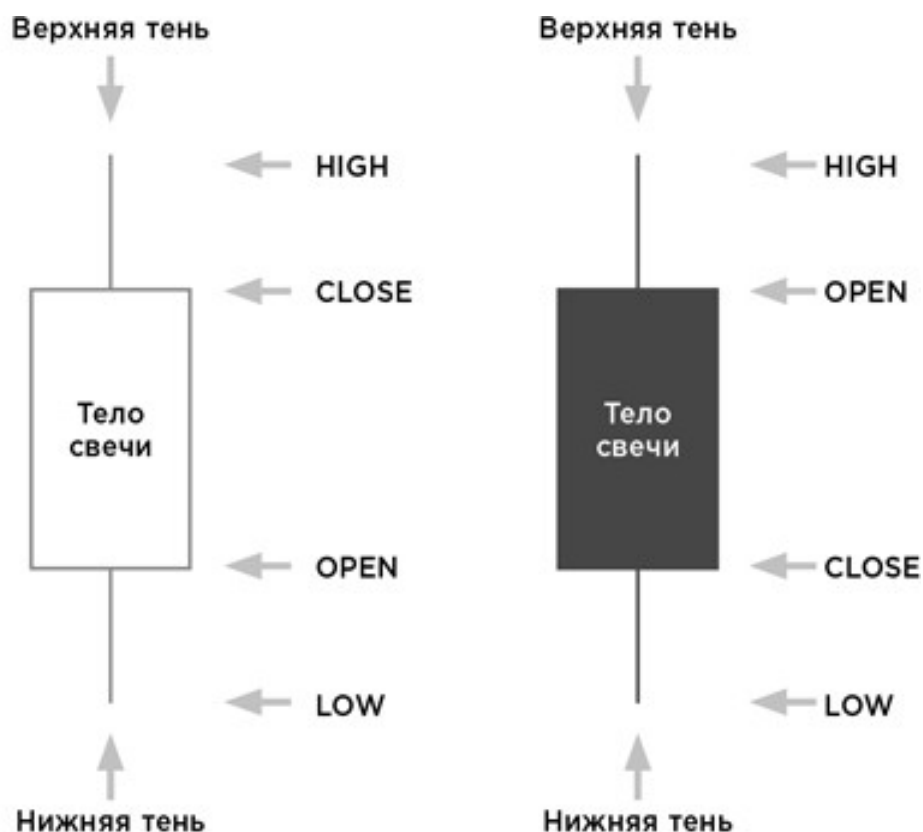 Верхняя тень
HIGH
CLOSE
Тело
свечи
OPEN
LOW
Нижняя тень
Верхняя тень
HIGH
OPEN
Тело
свечи
CLOSE
LOW
Нижняя тень